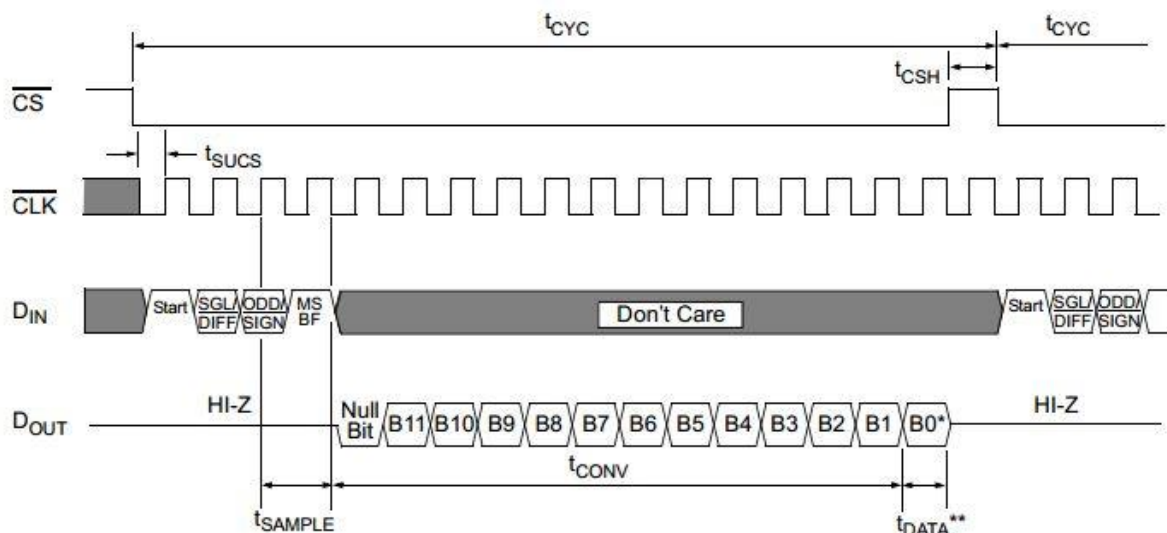 tCYC tCYC
tCSH
CS
tSUCS
CLK
DIN Start SGL/ DIFF ODD/ SIGN MS BF Don't Care Start SGL/ DIFF ODD/ SIGN
HI-Z HI-Z
DOUT Null Bit B11 B10 B9 B8 B7 B6 B5 B4 B3 B2 B1 B0*
tCONV
tSAMPLE tDATA**